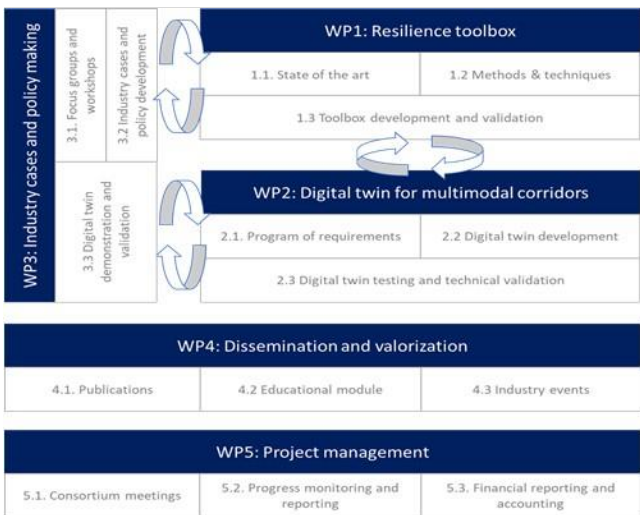 WP3: Industry cases and policy making
3.1. Focus groups and
workshops
3.2 Industry cases and
policy development
3.3 Digital twin
demonstration and
validation
WP1: Resilience toolbox
1.1. State of the art
1.2 Methods & techniques
1.3 Toolbox development and validation
WP2: Digital twin for multimodal corridors
2.1. Program of requirements
2.2 Digital twin development
2.3 Digital twin testing and technical validation
WP4: Dissemination and valorization
4.1. Publications
4.2 Educational module
4.3 Industry events
WP5: Project management
5.1. Consortium meetings
5.2. Progress monitoring and
reporting
5.3. Financial reporting and
accounting